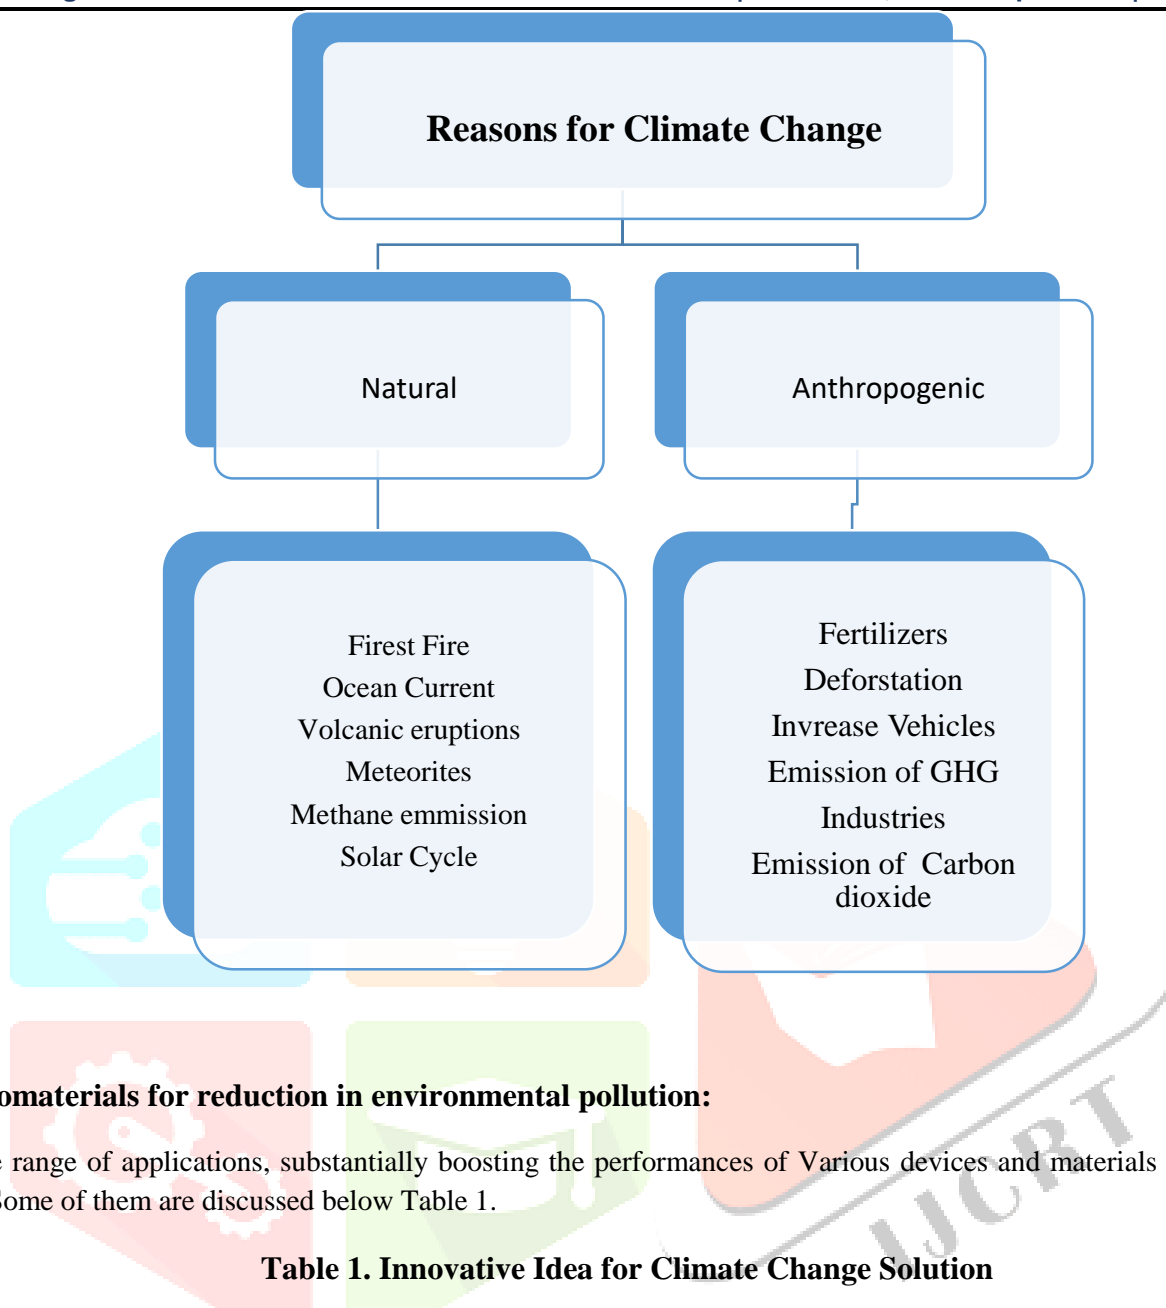 Reasons for Climate Change
Natural
Anthropogenic
Firest Fire
Ocean Current
Volcanic eruptions
Meteorites
Methane emmission
Solar Cycle
Fertilizers
Deforstation
Invrease Vehicles
Emission of GHG
Industries
Emission of  Carbon
dioxide
omaterials for reduction in environmental pollution:
range of applications, substantially boosting the performances of Various devices and materials
Some of them are discussed below Table 1.
Table 1. Innovative Idea for Climate Change Solution
IJCRT